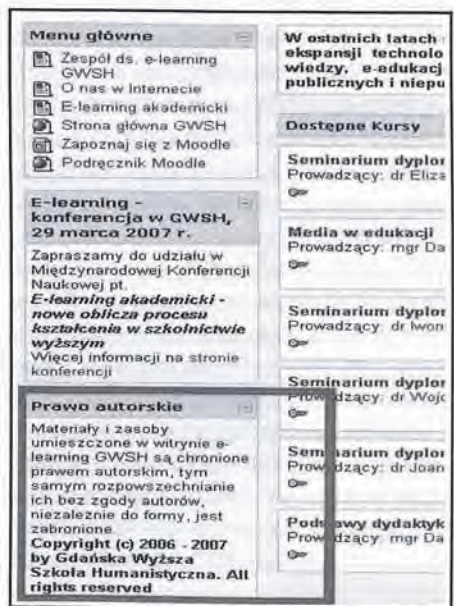 Menu główne
Zespół ds. e-learning
GWSH
O nas w Internecie
E-learning akademicki
Strona główna GWSH
Zapoznaj się z Moodle
Podręcznik Moodle
E-learning -
konferencja w GWSH,
29 marca 2007 r.
Zapraszamy do udziału w
Międzynarodowej Konferencji
Naukowej pt.
E-learning akademicki -
nowe oblicza procesu
kształcenia w szkolnictwie
wyższym
Więcej informacji na stronie
konferencji
Prawo autorskie
Materiały i zasoby
umieszczone w witrynie e-
learning GWSH są chronione
prawem autorskim, tym
samym rozpowszechnianie
ich bez zgody autorów,
niezależnie do formy, jest
zabronione.
Copyright (c) 2006 - 2007
by Gdańska Wyższa
Szkoła Humanistyczna. All
rights reserved
W ostatnich latach
ekspansji technolo
wiedzy, e-edukacj
publicznych i niepu
Dostępne Kursy
Seminarium dyplor
Prowadzący: dr Eliza
Media w edukacji
Prowadzący: mgr Da
Seminarium dyplor
Prowadzący: dr Iwon
Seminarium dyplor
Prowadzący: dr Wojc
Seminarium dyplor
Prowadzący: dr Joan
Podstawy dydaktyk
Prowadzący: mgr Da